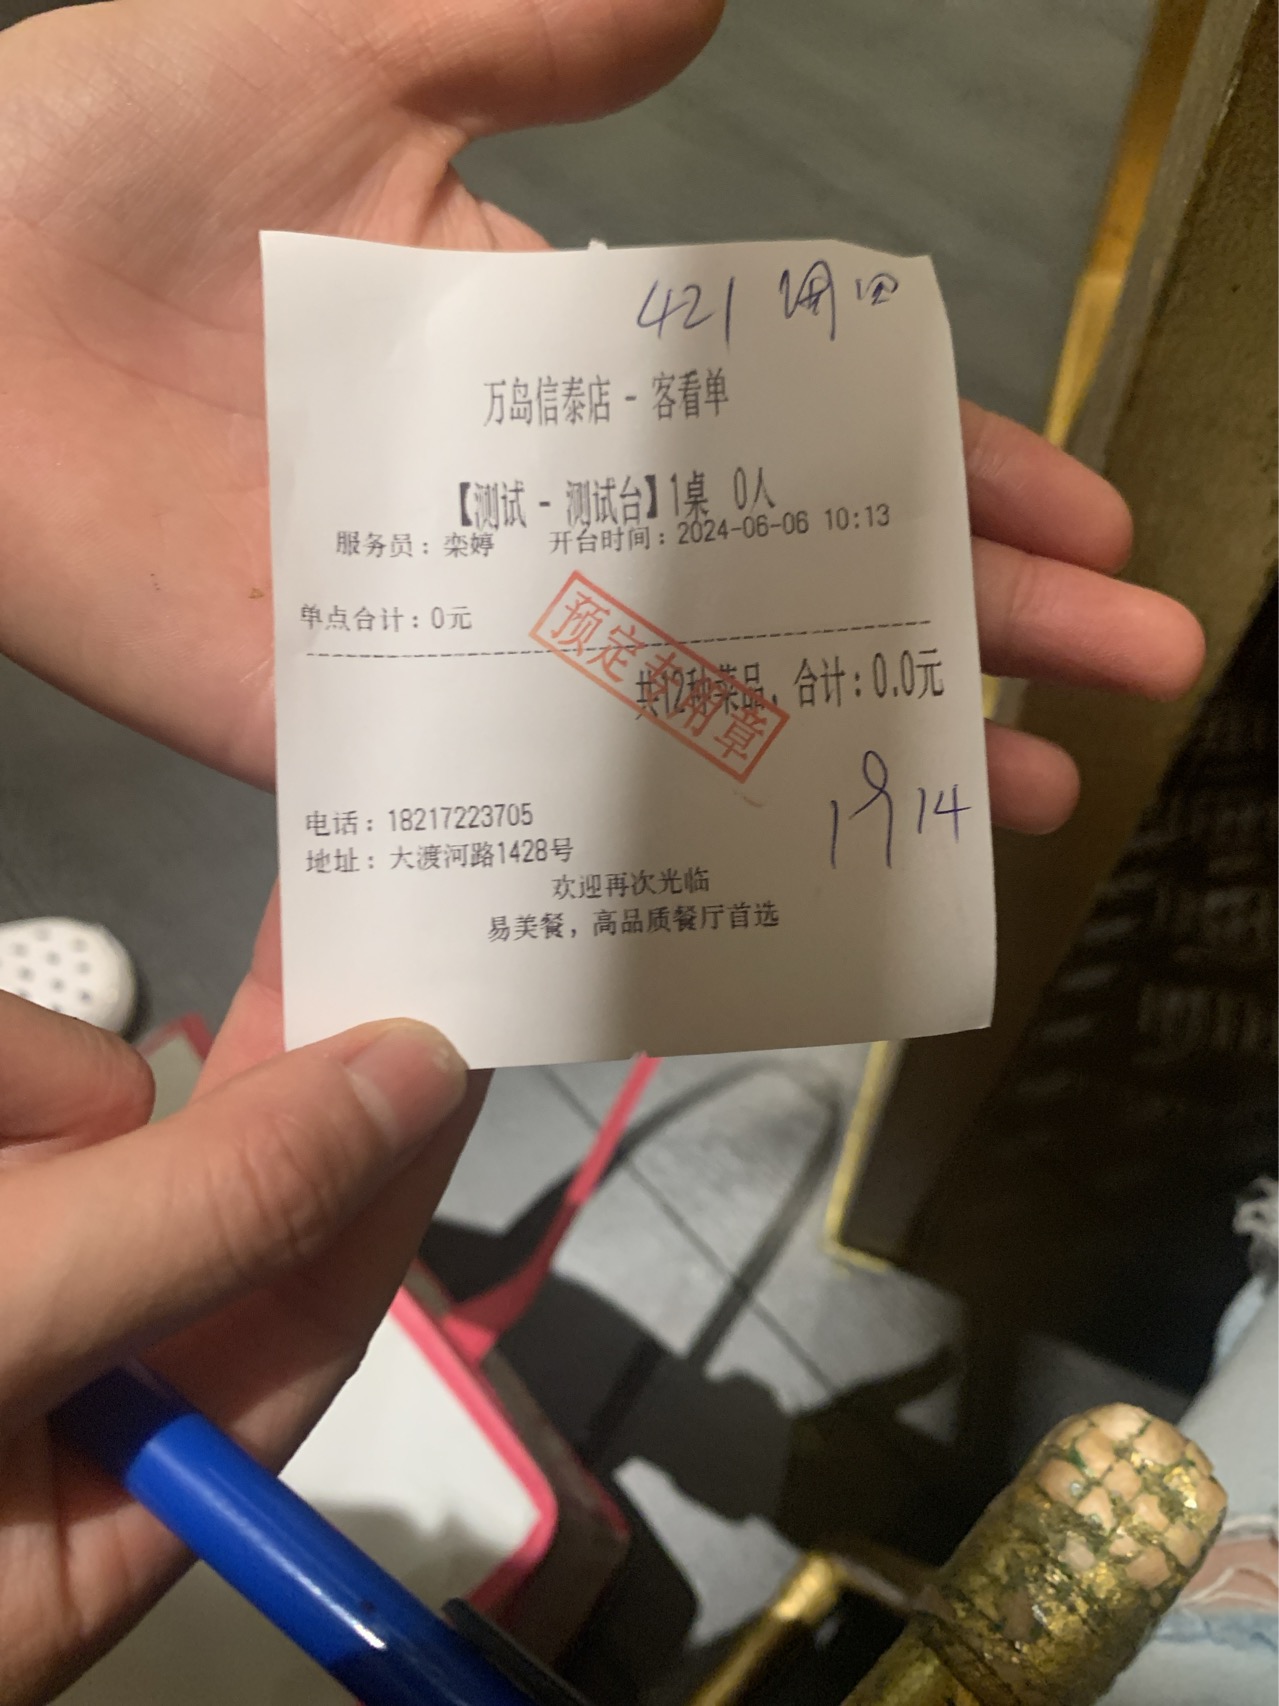 421
万岛信泰店 - 客看单
【测试 - 测试台】1桌 0人
服务员：栾婷 开台时间：2024-06-06 10:13
单点合计：0元
预定专用章
共12种菜品, 合计：0.0元
14
电话：18217223705
地址：大渡河路1428号
欢迎再次光临
易美餐，高品质餐厅首选